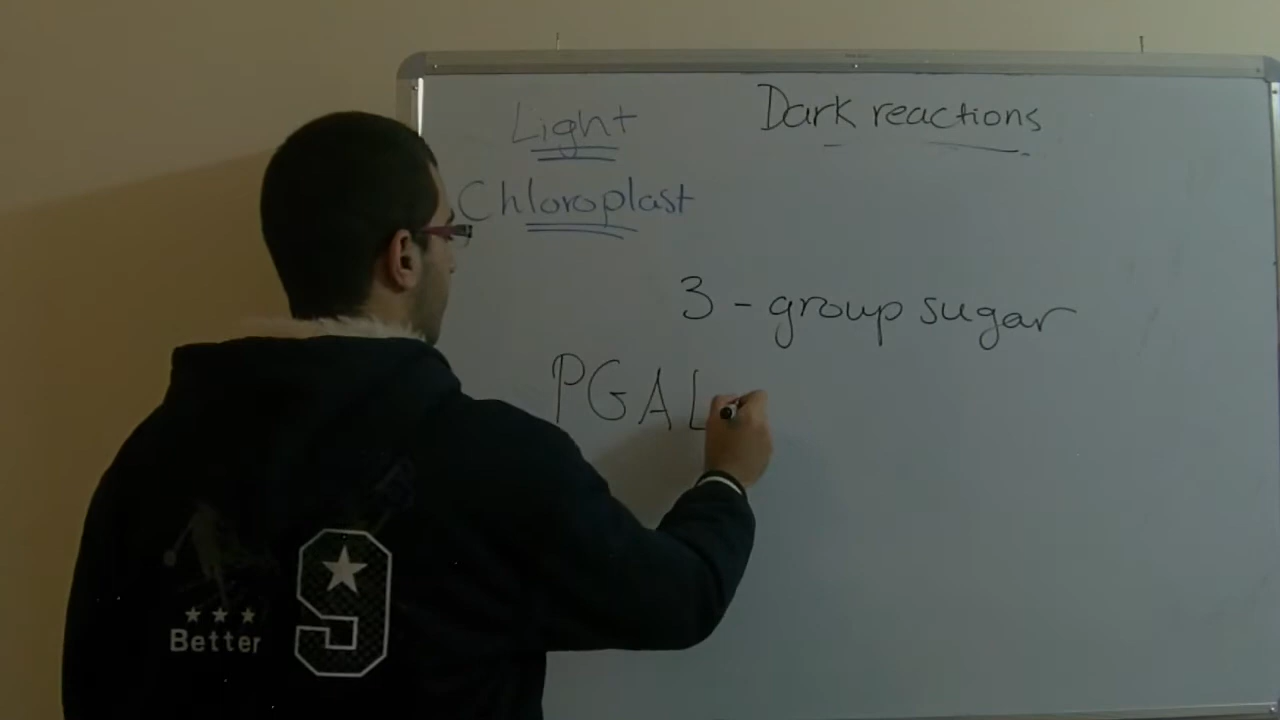 Light
Dark reactions
Chloroplast
3 - group sugar
PGAL
Better
9